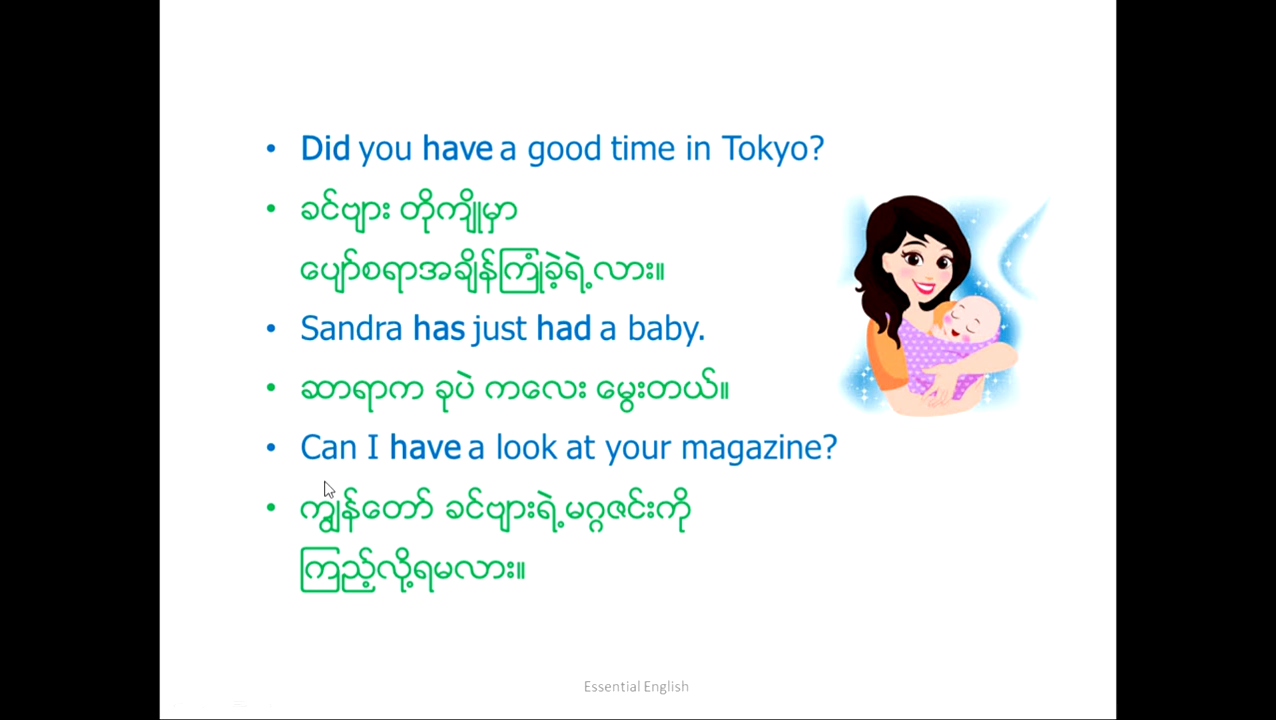 • Did you have a good time in Tokyo?
• ခင်ဗျား တိုကျိုမှာ
ပျော်စရာအချိန်ကြုံခဲ့ရဲ့လား။
• Sandra has just had a baby.
• ဆာရာက ခုပဲ ကလေး မွေးတယ်။
• Can I have a look at your magazine?
• ကျွန်တော် ခင်ဗျားရဲ့မဂ္ဂဇင်းကို
ကြည့်လို့ရမလား။
Essential English